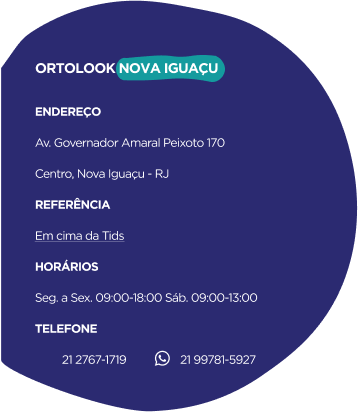 ORTOLOOK NOVA IGUAÇU
ENDEREÇO
Av. Governador Amaral Peixoto 170
Centro, Nova Iguaçu - RJ
REFERÊNCIA
Em cima da Tids
HORÁRIOS
Seg. a Sex. 09:00-18:00 Sáb. 09:00-13:00
TELEFONE
21 2767-1719 21 99781-5927